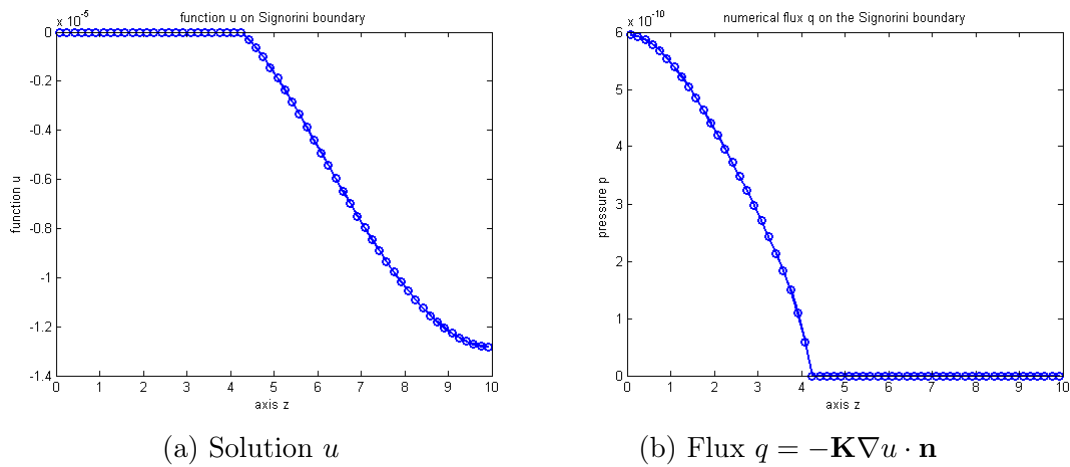 function u on Signorini boundary
x 10^-5
0
-0.2
-0.4
-0.6
-0.8
-1
-1.2
-1.4
function u
0 1 2 3 4 5 6 7 8 9 10
axis z
(a) Solution u
numerical flux q on the Signorini boundary
x 10^-10
6
5
4
3
2
1
0
pressure p
0 1 2 3 4 5 6 7 8 9 10
axis z
(b) Flux q = −K∇u · n